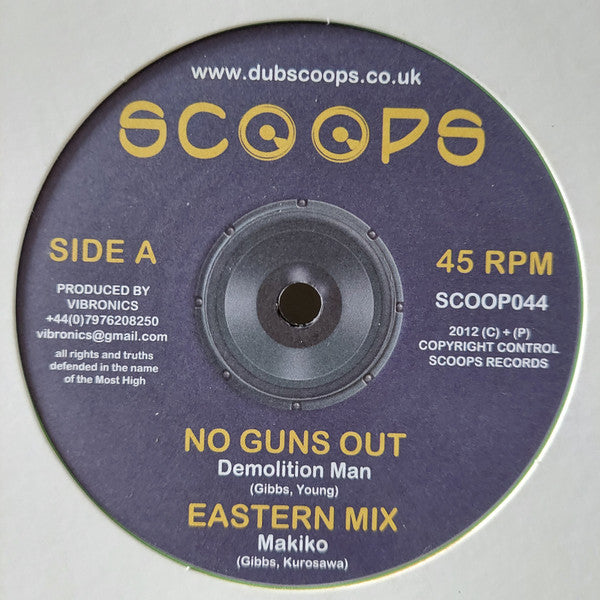 www.dubscoops.co.uk
SCOOPS
SIDE A
PRODUCED BY
VIBRONICS
+44(0)7976208250
vibronics@gmail.com
all rights and truths
defended in the name
of the Most High
45 RPM
SCOOP044
2012 (C) + (P)
COPYRIGHT CONTROL
SCOOPS RECORDS
NO GUNS OUT
Demolition Man
(Gibbs, Young)
EASTERN MIX
Makiko
(Gibbs, Kurosawa)